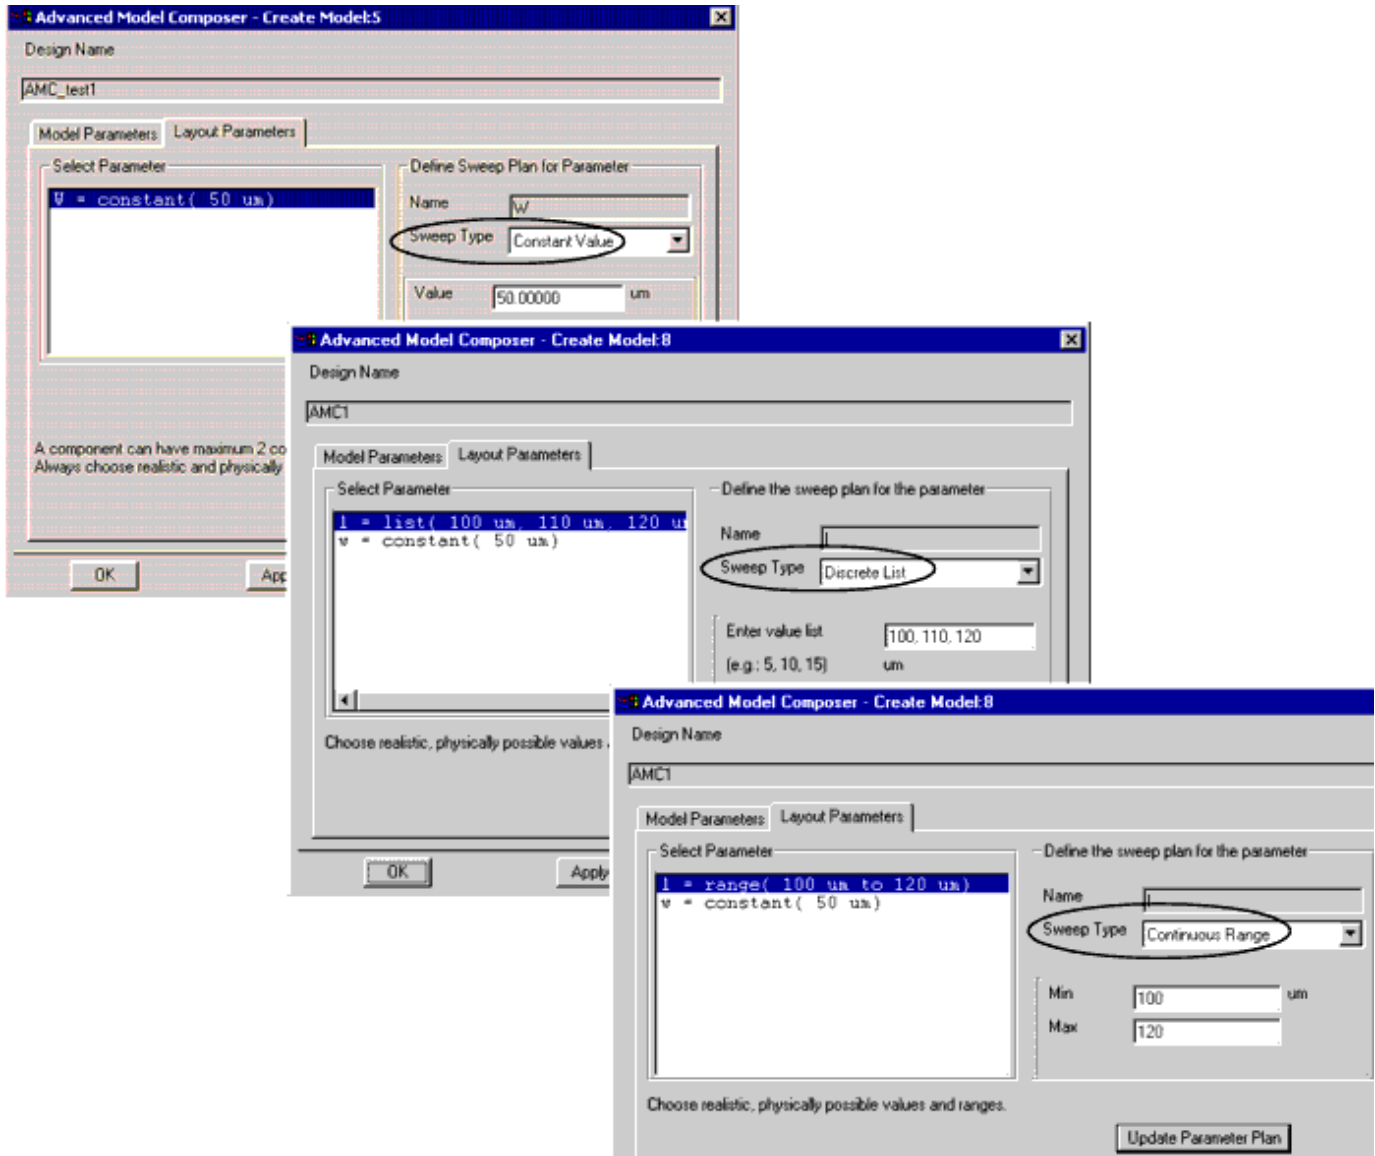 Advanced Model Composer - Create Model:5
Design Name
AMC_test1
Model Parameters Layout Parameters
Select Parameter
W = constant( 50 um)
Define Sweep Plan for Parameter
Name W
Sweep Type Constant Value
Value 50.00000 um
A component can have maximum 2 co
Always choose realistic and physically
OK App
Advanced Model Composer - Create Model:8
Design Name
AMC1
Model Parameters Layout Parameters
Select Parameter
l = list( 100 um, 110 um, 120 um
w = constant( 50 um)
Define the sweep plan for the parameter
Name l
Sweep Type Discrete List
Enter value list 100, 110, 120
(e.g.: 5, 10, 15) um
Choose realistic, physically possible values
OK Apply
Advanced Model Composer - Create Model:8
Design Name
AMC1
Model Parameters Layout Parameters
Select Parameter
l = range( 100 um to 120 um)
w = constant( 50 um)
Define the sweep plan for the parameter
Name l
Sweep Type Continuous Range
Min 100 um
Max 120
Choose realistic, physically possible values and ranges.
Update Parameter Plan